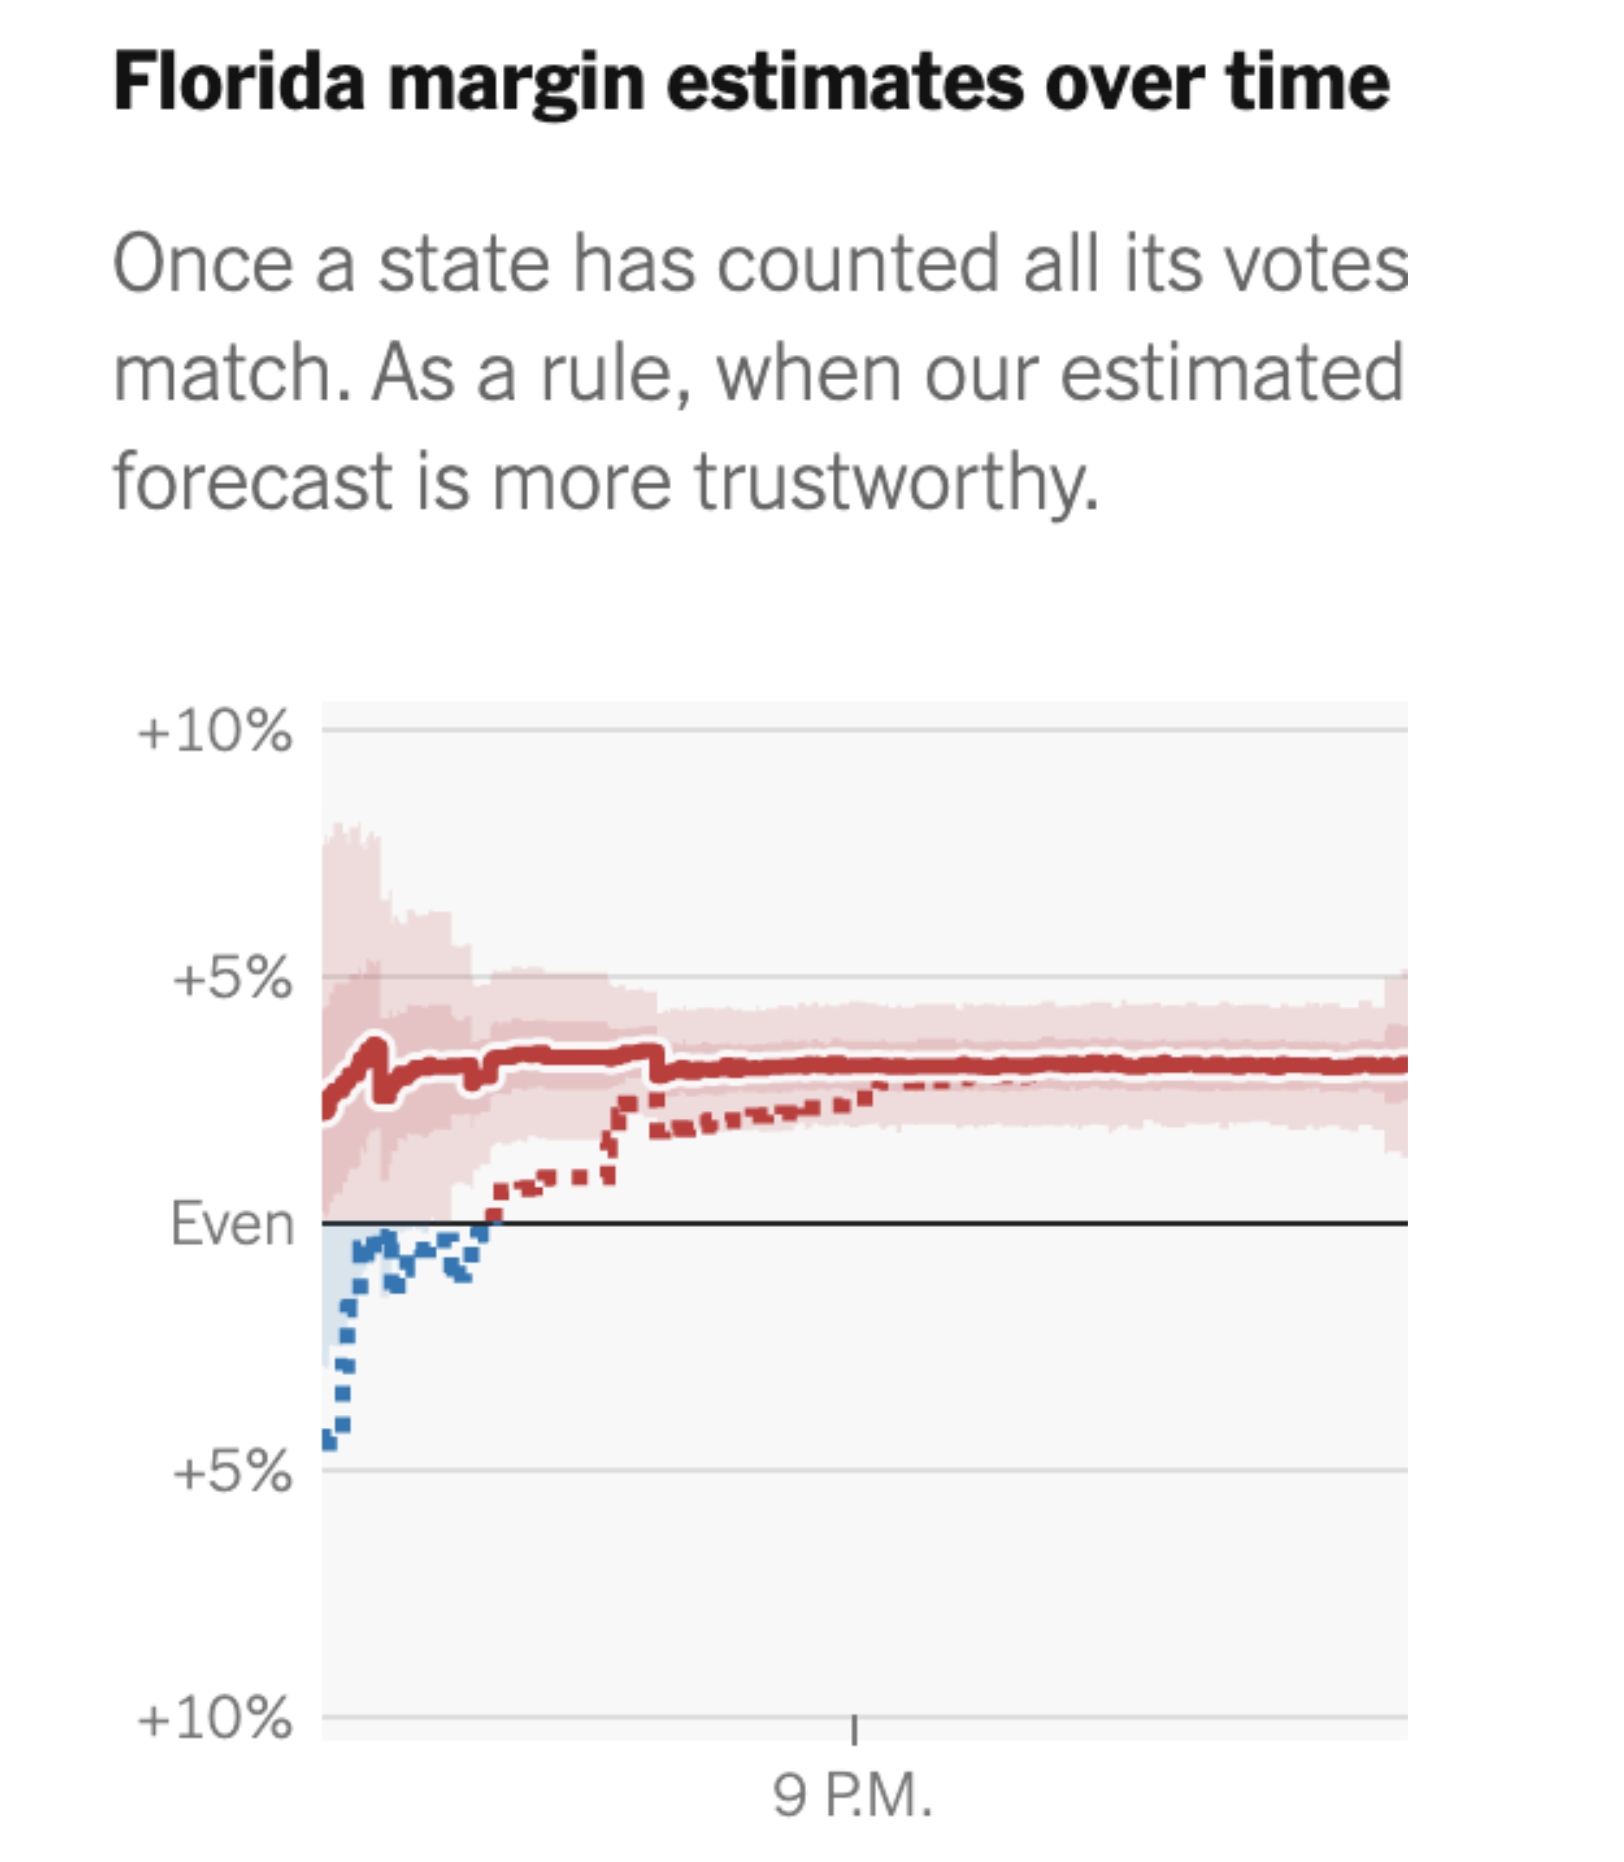 Florida margin estimates over time
Once a state has counted all its votes
match. As a rule, when our estimated
forecast is more trustworthy.
+10%
+5%
Even
+5%
+10%
9 P.M.